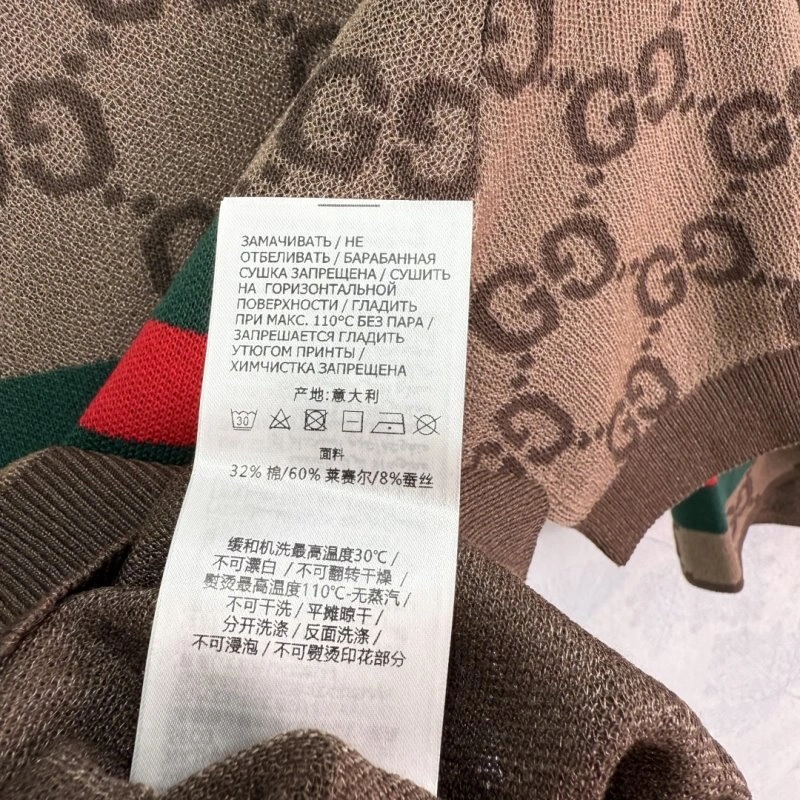 ЗАМАЧИВАТЬ / НЕ
ОТБЕЛИВАТЬ / БАРАБАННАЯ
СУШКА ЗАПРЕЩЕНА / СУШИТЬ
НА ГОРИЗОНТАЛЬНОЙ
ПОВЕРХНОСТИ / ГЛАДИТЬ
ПРИ МАКС. 110°C БЕЗ ПАРА /
ЗАПРЕЩАЕТСЯ ГЛАДИТЬ
УТЮГОМ ПРИНТЫ /
ХИМЧИСТКА ЗАПРЕЩЕНА
产地:意大利
30
面料
32% 棉/60% 莱赛尔/8%蚕丝
缓和机洗最高温度30℃ /
不可漂白 / 不可翻转干燥 /
熨烫最高温度110℃-无蒸汽 /
不可干洗 / 平摊晾干 /
分开洗涤 / 反面洗涤 /
不可浸泡 / 不可熨烫印花部分